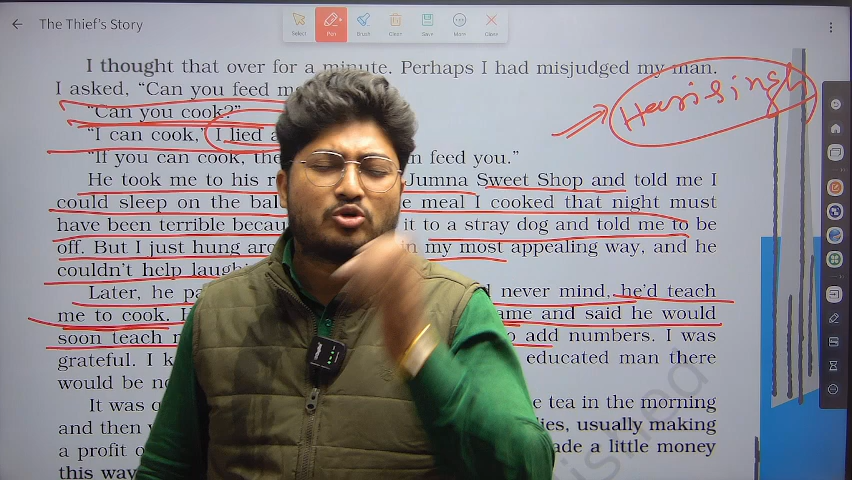 The Thief's Story
Select Pen Brush Clear Save More Close
I thought that over for a minute. Perhaps I had misjudged my man.
I asked, "Can you feed m
"Can you cook?"
"I can cook," I lied a
"If you can cook, the n feed you."
He took me to his r Jumna Sweet Shop and told me I
could sleep on the bal e meal I cooked that night must
have been terrible becau it to a stray dog and told me to be
off. But I just hung aro in my most appealing way, and he
couldn't help laughi
Later, he pa d never mind, he'd teach
me to cook. H ame and said he would
soon teach m o add numbers. I was
grateful. I k educated man there
would be no
It was q e tea in the morning
and then w ies, usually making
a profit o ade a little money
this way
Harisingh